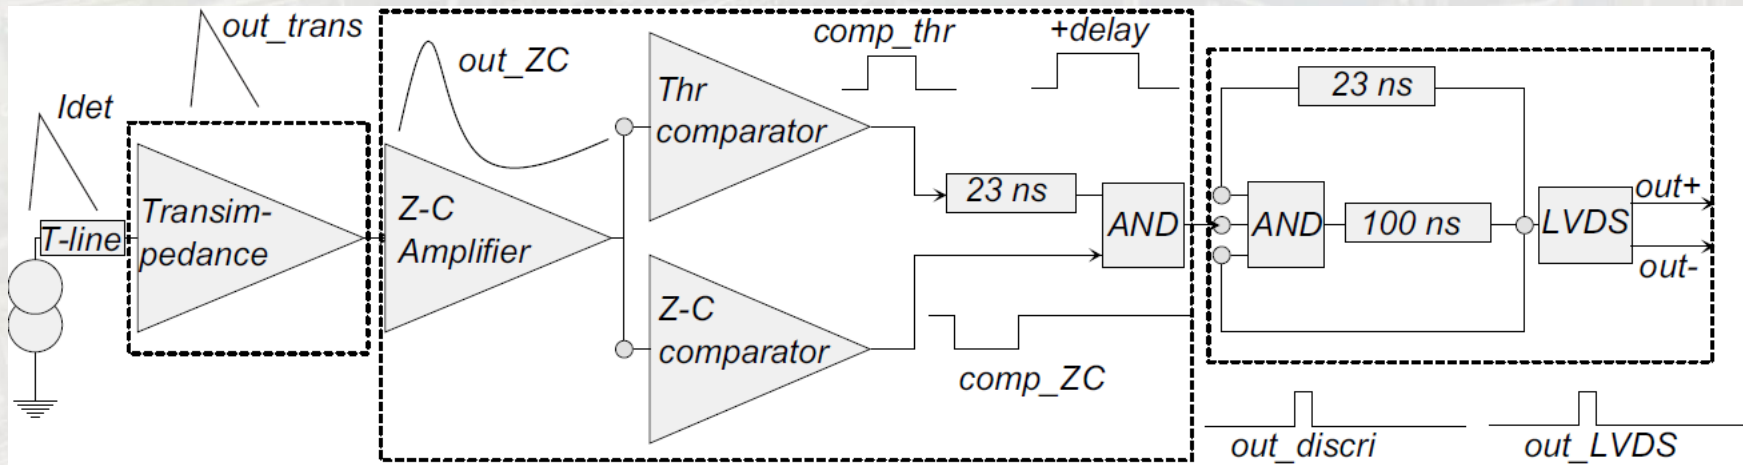 out_trans
Idet
T-line
Transim-
pedance
out_ZC
Z-C
Amplifier
Thr
comparator
Z-C
comparator
comp_thr
+delay
23 ns
AND
comp_ZC
23 ns
AND
100 ns
LVDS
out+
out-
out_discri
out_LVDS